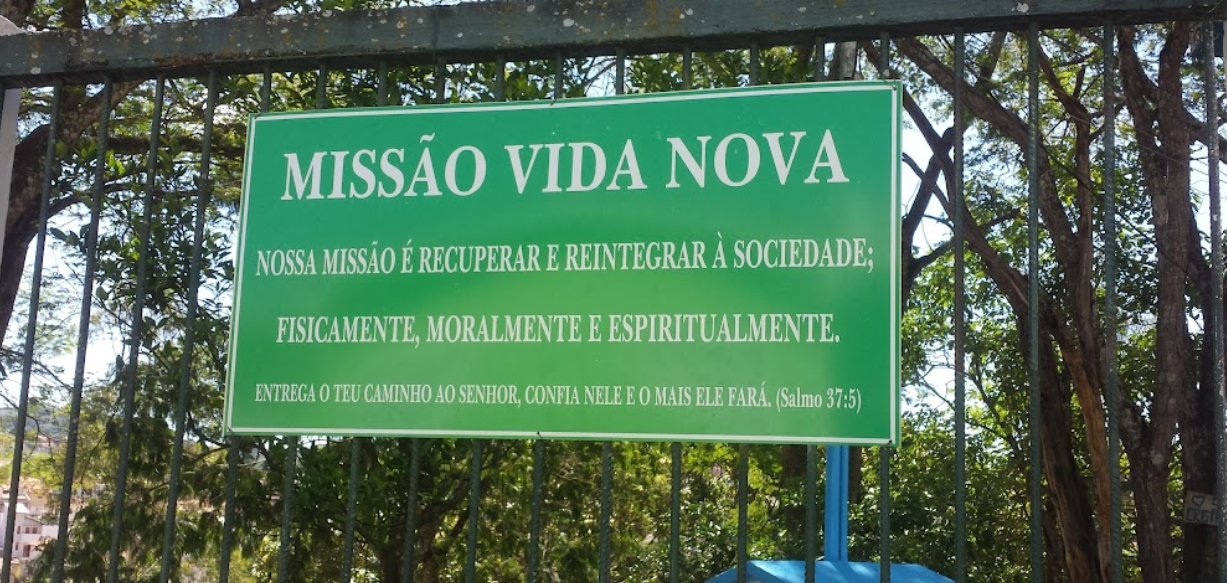 MISSÃO VIDA NOVA
NOSSA MISSÃO É RECUPERAR E REINTEGRAR À SOCIEDADE;
FISICAMENTE, MORALMENTE E ESPIRITUALMENTE.
ENTREGA O TEU CAMINHO AO SENHOR, CONFIA NELE E O MAIS ELE FARÁ. (Salmo 37:5)